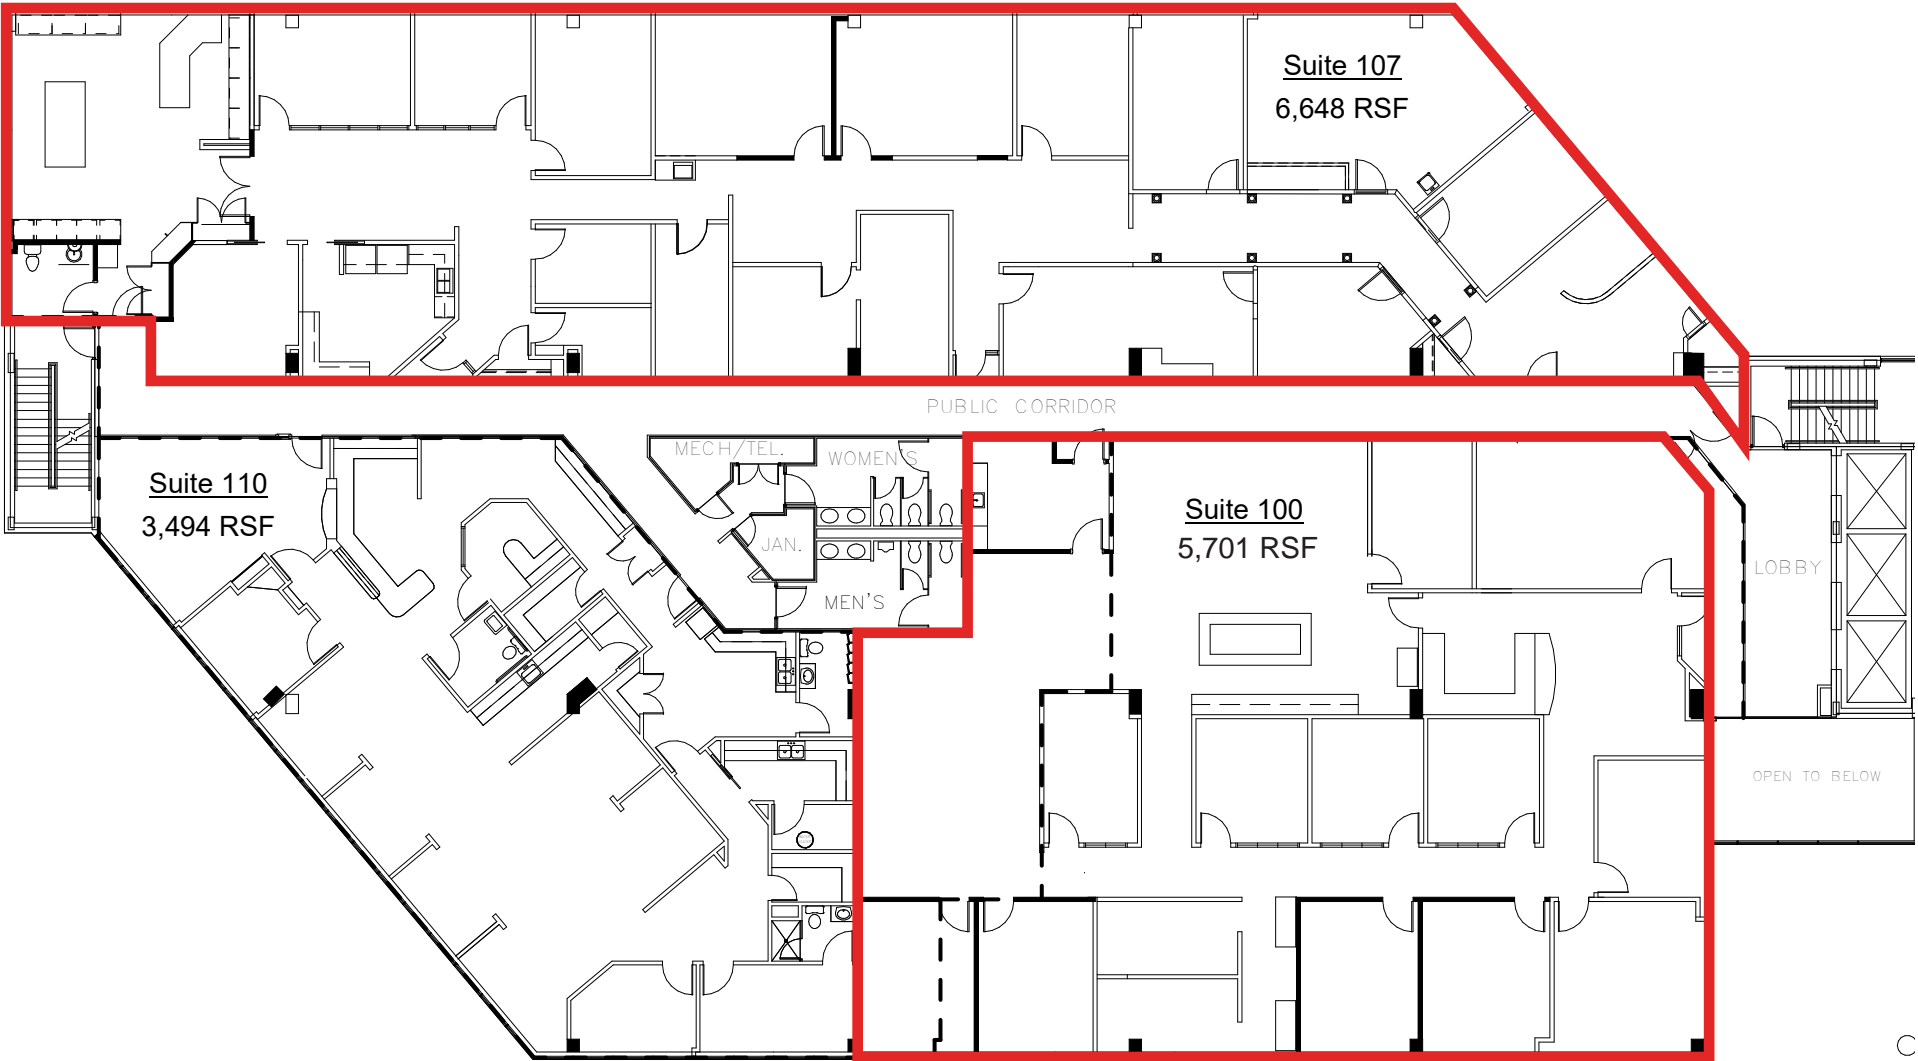 Suite 107
6,648 RSF
PUBLIC CORRIDOR
MECH/TEL.
WOMEN'S
Suite 110
3,494 RSF
Suite 100
5,701 RSF
JAN.
LOBBY
MEN'S
OPEN TO BELOW